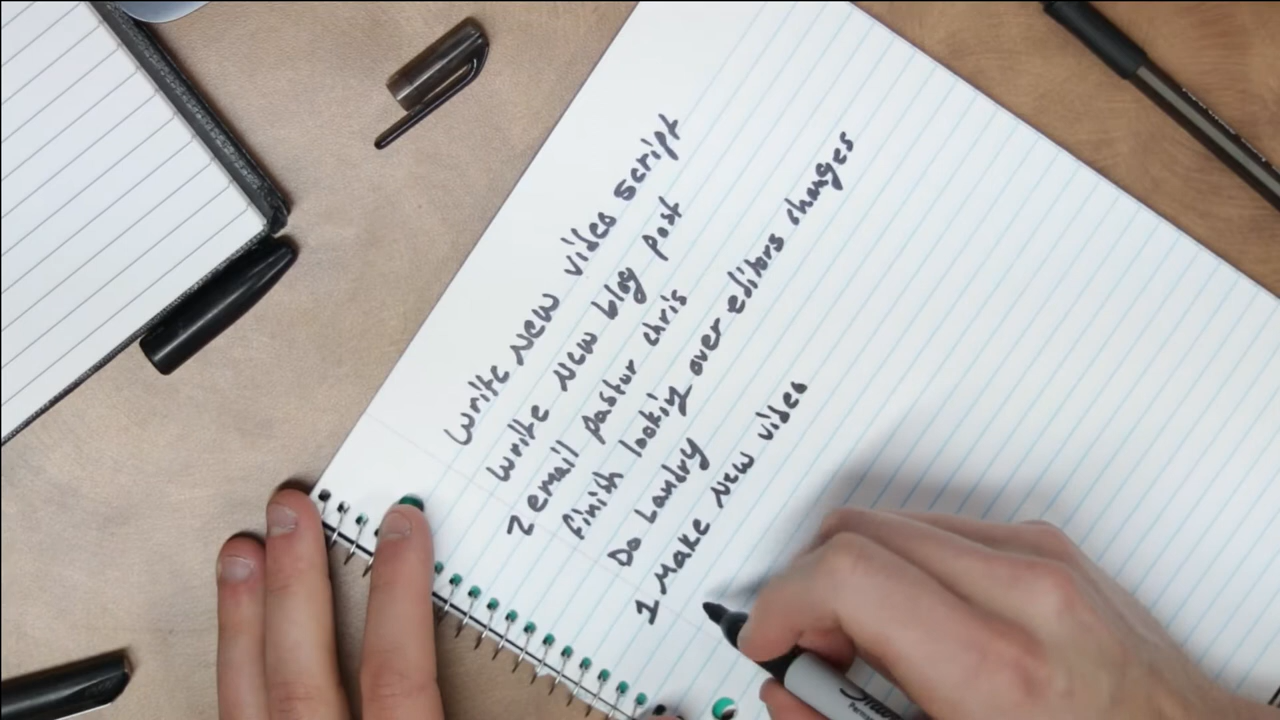 write new video script
write new blog post
2 email pastor chris
finish looking over editors changes
Do Landry
1 Make new video